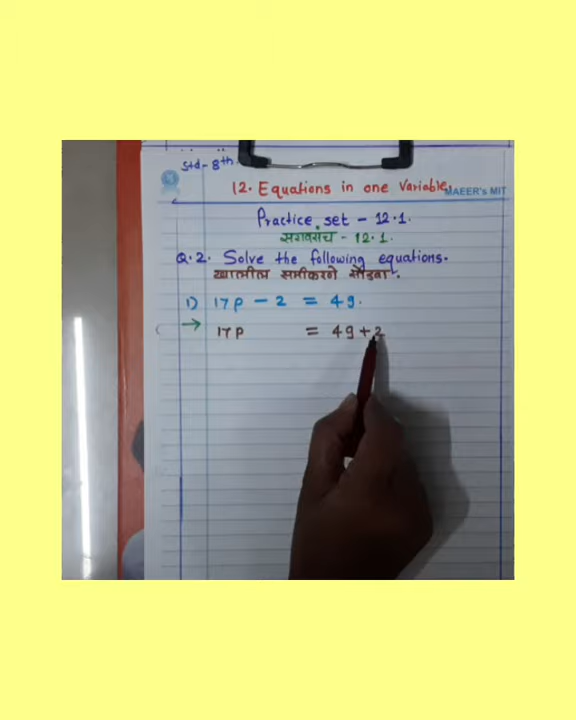 Std-8th.
12. Equations in one Variable.
MAEER's MIT
Practice set - 12.1.
सरावसंच - 12.1.
Q.2. Solve the following equations.
खालील समीकरणे सोडवा.
1) 17p - 2 = 49.
→ 17p = 49+2